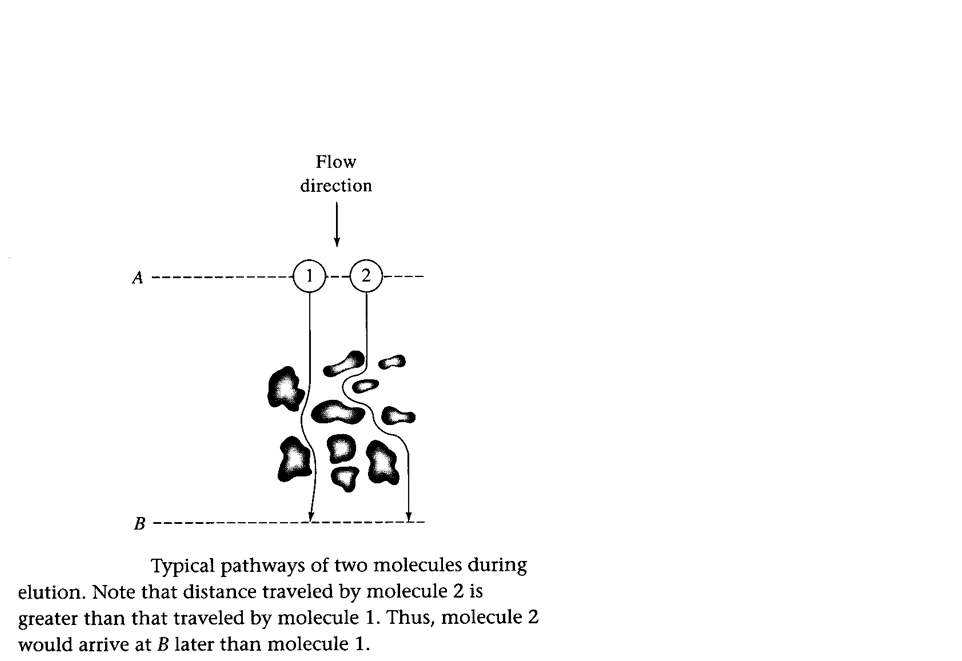 Flow
direction
A
1
2
B
Typical pathways of two molecules during
elution. Note that distance traveled by molecule 2 is
greater than that traveled by molecule 1. Thus, molecule 2
would arrive at B later than molecule 1.